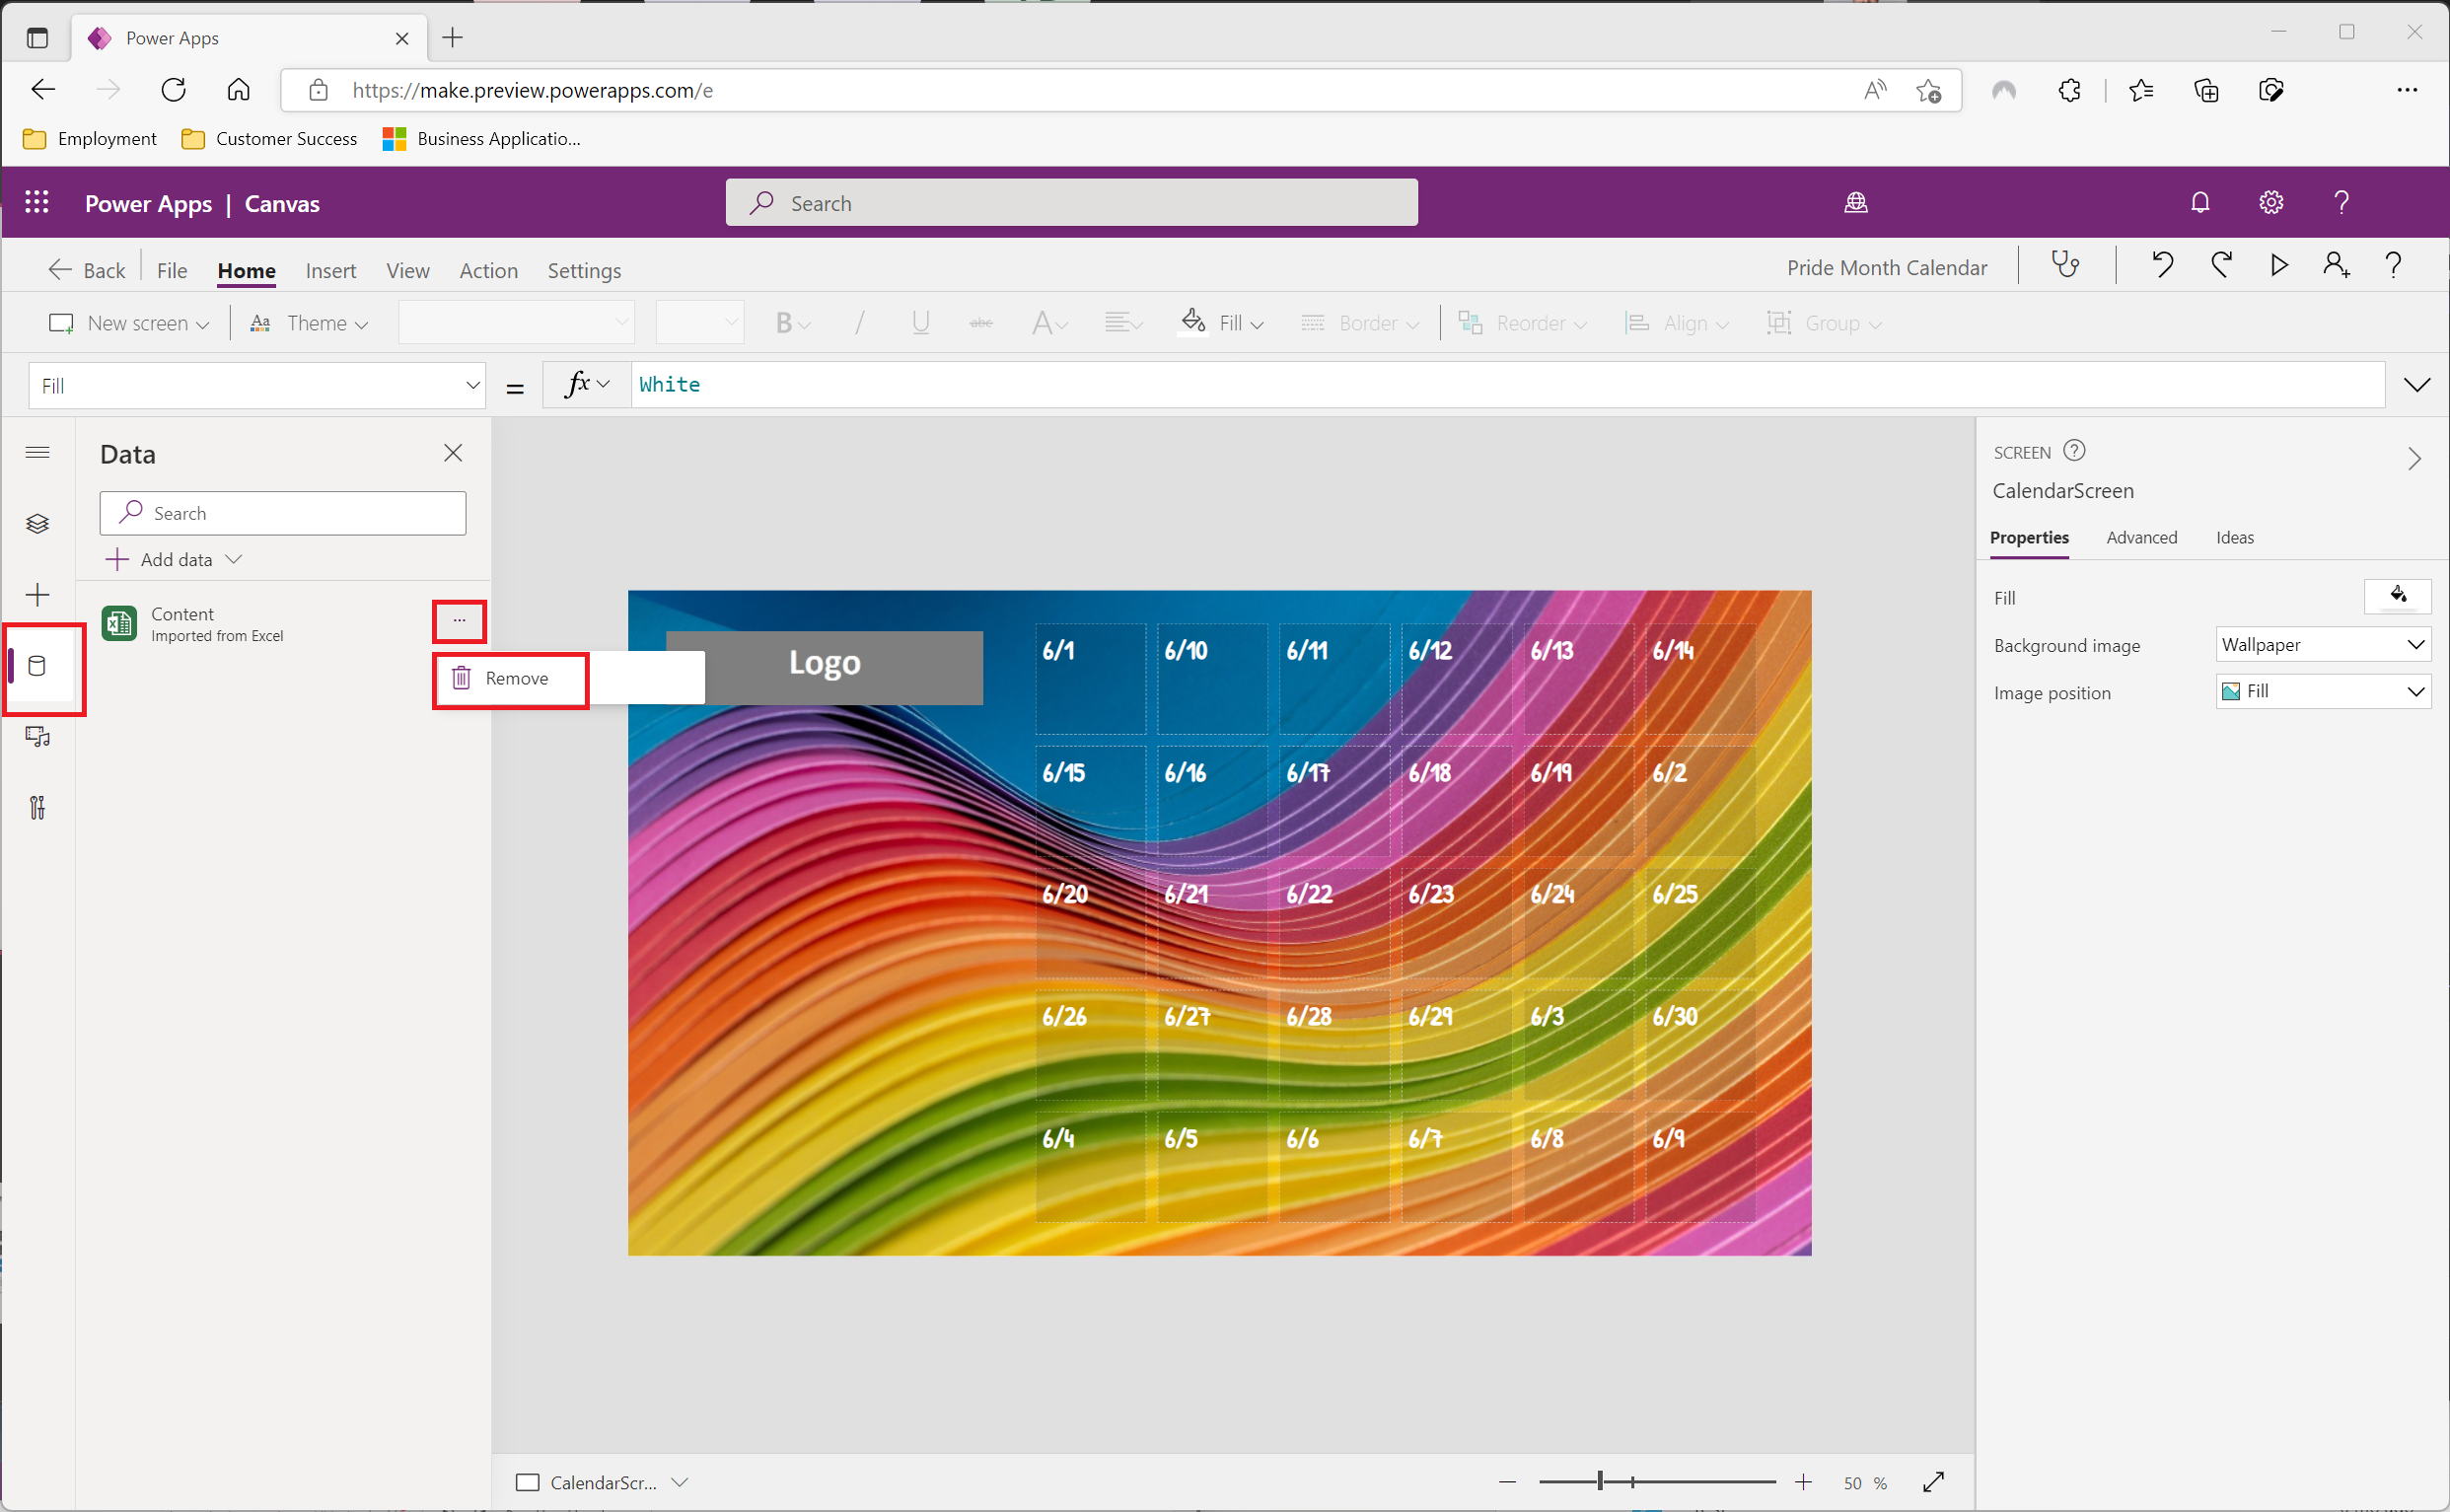 Power Apps
https://make.preview.powerapps.com/e
Employment Customer Success Business Applicatio...
Power Apps | Canvas Search
Back File Home Insert View Action Settings Pride Month Calendar
New screen Aa Theme B / U abc A Fill Border Reorder Align Group
Fill = fx White
Data
Search
Add data
Content
Imported from Excel
...
Remove
Logo
6/1 6/10 6/11 6/12 6/13 6/14
6/15 6/16 6/17 6/18 6/19 6/2
6/20 6/21 6/22 6/23 6/24 6/25
6/26 6/27 6/28 6/29 6/3 6/30
6/4 6/5 6/6 6/7 6/8 6/9
SCREEN
CalendarScreen
Properties Advanced Ideas
Fill
Background image Wallpaper
Image position Fill
CalendarScr... 50 %